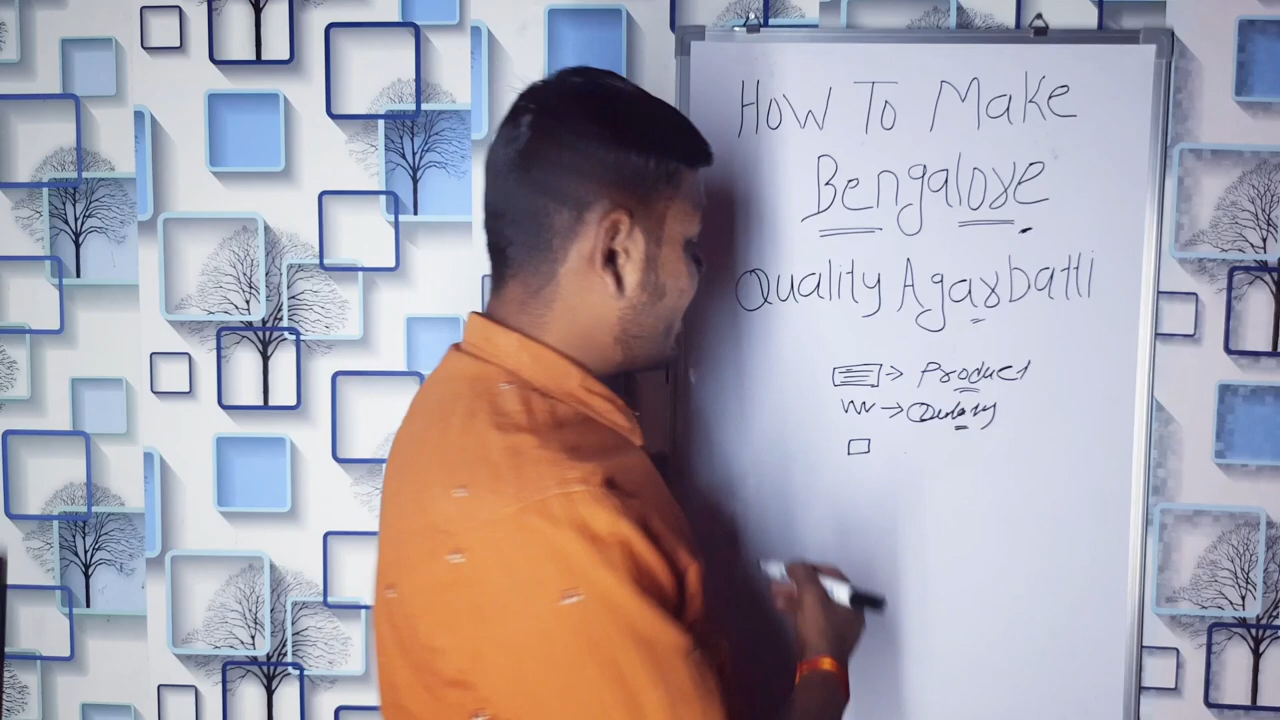 How To Make
Bengalore
Quality Agarbatti
→ Product
→ Quality